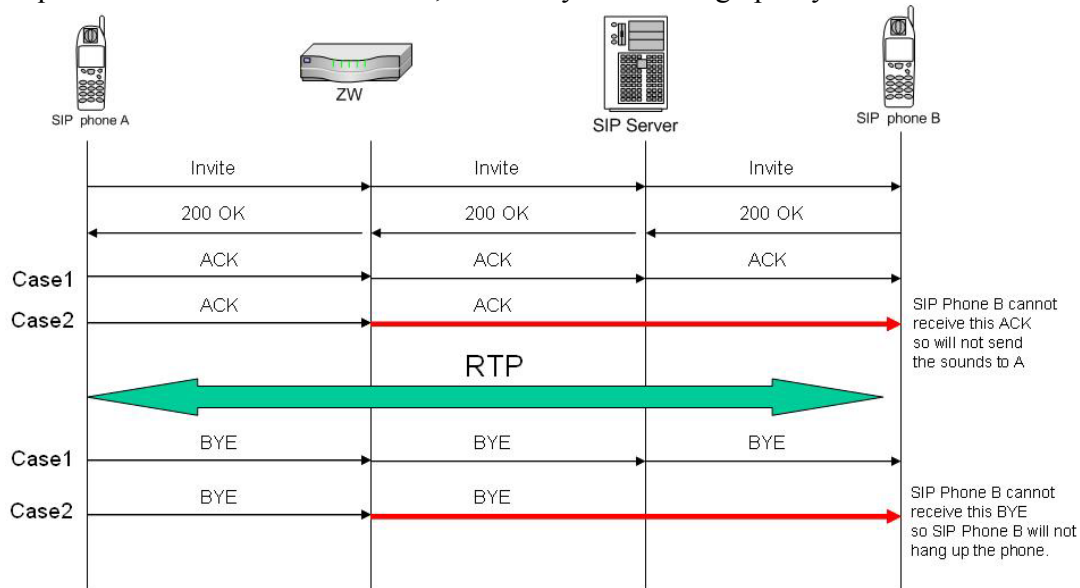 ZW
SIP phone A
SIP Server
SIP phone B
Invite Invite Invite
200 OK 200 OK 200 OK
ACK ACK ACK
Case1
ACK ACK
Case2
SIP Phone B cannot
receive this ACK
so will not send
the sounds to A
RTP
BYE BYE BYE
Case1
BYE BYE
Case2
SIP Phone B cannot
receive this BYE
so SIP Phone B will not
hang up the phone.